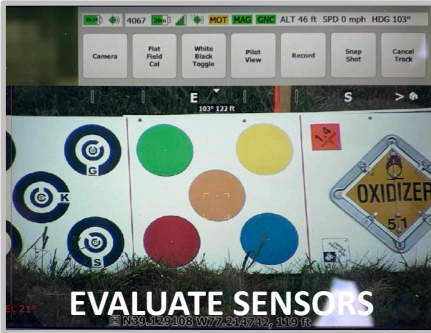 4067 MOT MAG GNC ALT 46 ft SPD 0 mph HDG 103°
Camera
Flat Field Cal
White Black Toggle
Pilot View
Record
Snap Shot
Cancel Track
E S >
103° 122 ft
1.4
G
K
S
OXIDIZER
5.1
EL 21°
EVALUATE SENSORS
N39.129108 W77.214742, 119 ft